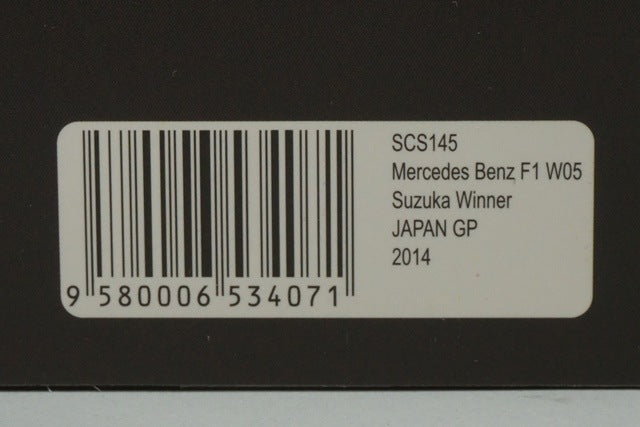 SCS145
Mercedes Benz F1 W05
Suzuka Winner
JAPAN GP
2014
9 580006 534071